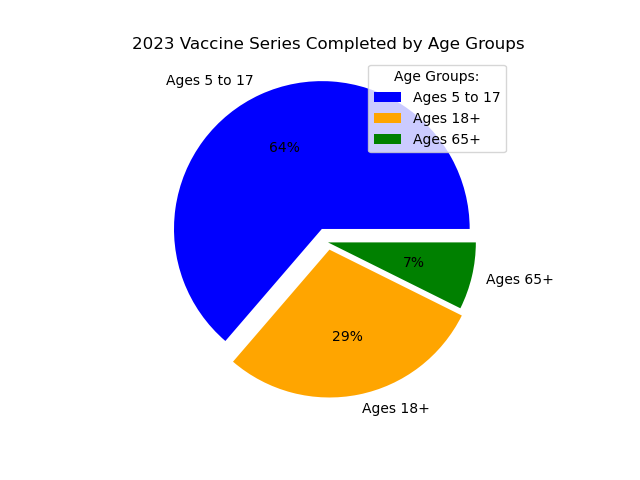 2023 Vaccine Series Completed by Age Groups
Ages 5 to 17
Age Groups:
Ages 5 to 17
Ages 18+
Ages 65+
64%
7%
Ages 65+
29%
Ages 18+